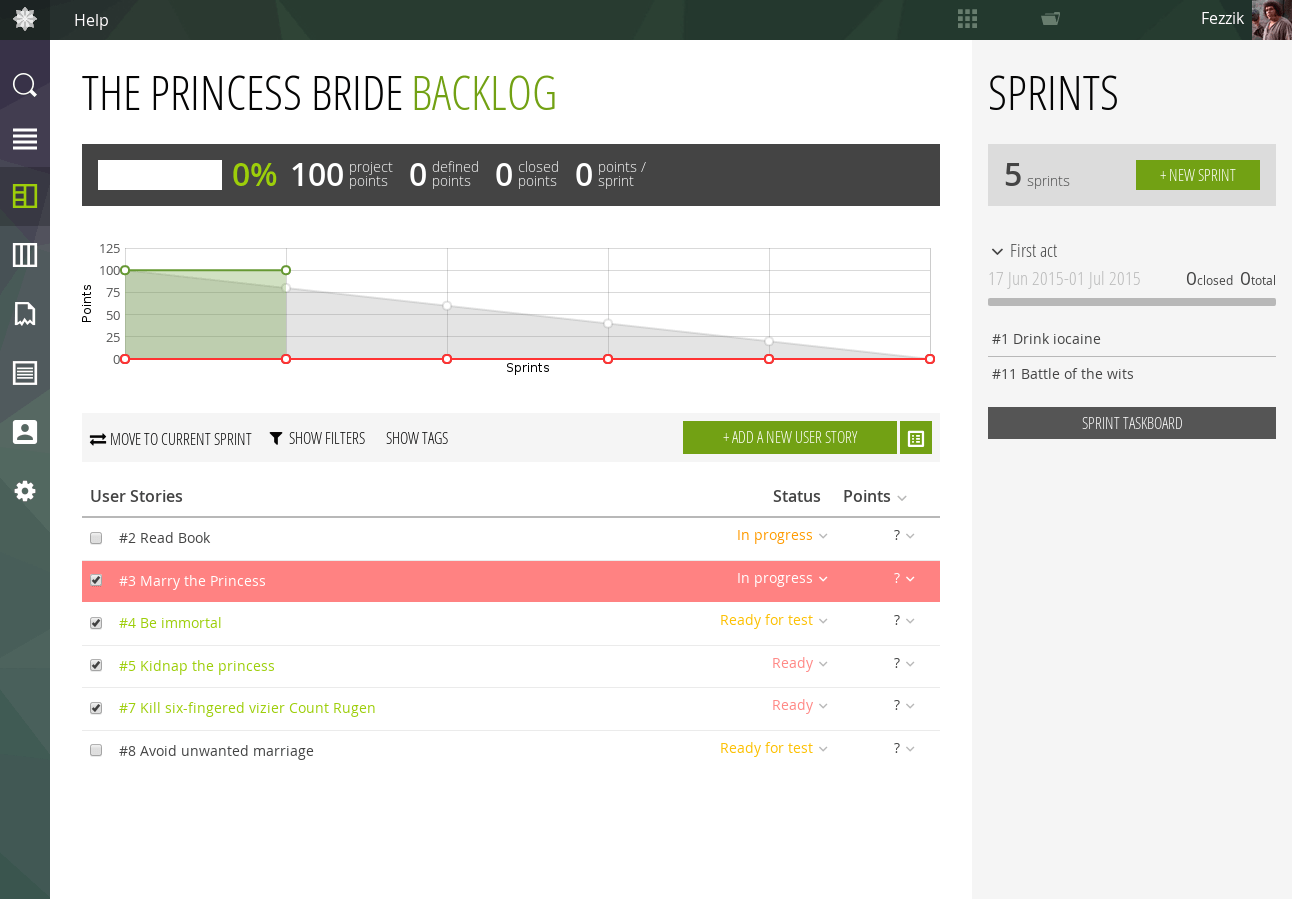 Help
Fezzik
THE PRINCESS BRIDE BACKLOG
0% 100 project points 0 defined points 0 closed points 0 points / sprint
125
100
75
50
25
0
Points
Sprints
MOVE TO CURRENT SPRINT SHOW FILTERS SHOW TAGS + ADD A NEW USER STORY
User Stories Status Points
#2 Read Book In progress ?
#3 Marry the Princess In progress ?
#4 Be immortal Ready for test ?
#5 Kidnap the princess Ready ?
#7 Kill six-fingered vizier Count Rugen Ready ?
#8 Avoid unwanted marriage Ready for test ?
SPRINTS
5 sprints + NEW SPRINT
First act
17 Jun 2015-01 Jul 2015 0closed 0total
#1 Drink iocaine
#11 Battle of the wits
SPRINT TASKBOARD